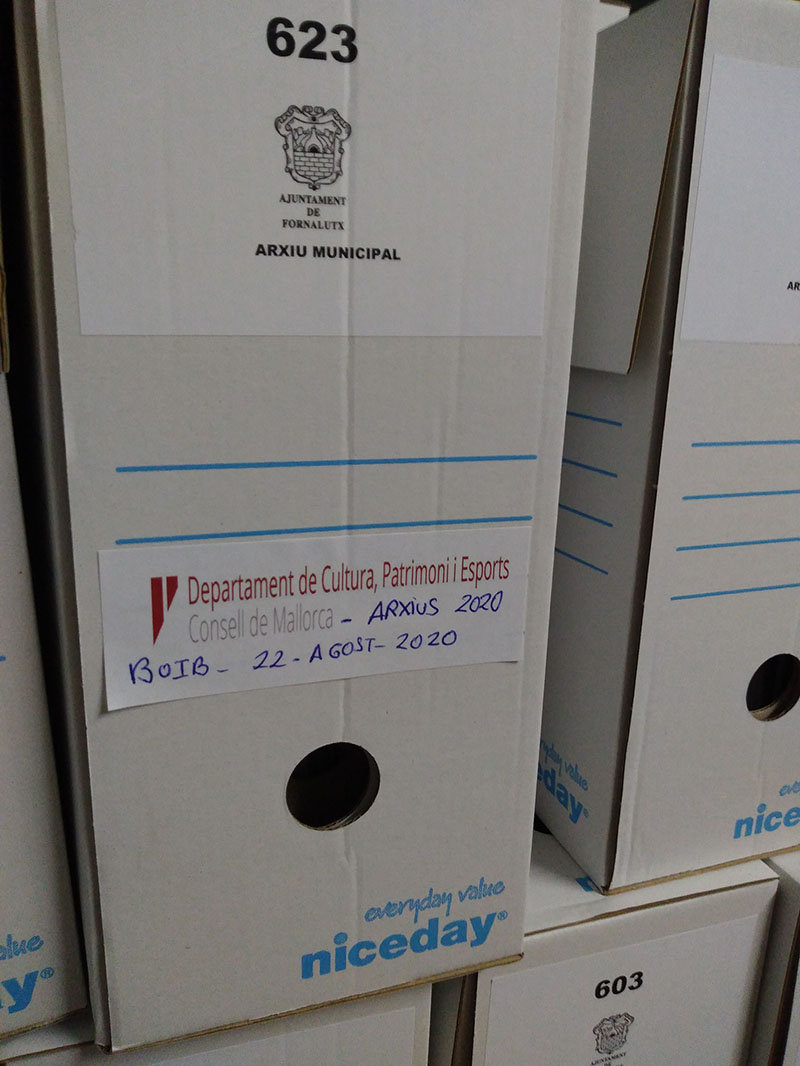 623
AJUNTAMENT
DE
FORNALUTX
ARXIU MUNICIPAL
Departament de Cultura, Patrimoni i Esports
Consell de Mallorca - ARXIUS 2020
BOIB - 22 - AGOST - 2020
everyday value
niceday®
everyday value
niceday®
603
AJUNTAMENT